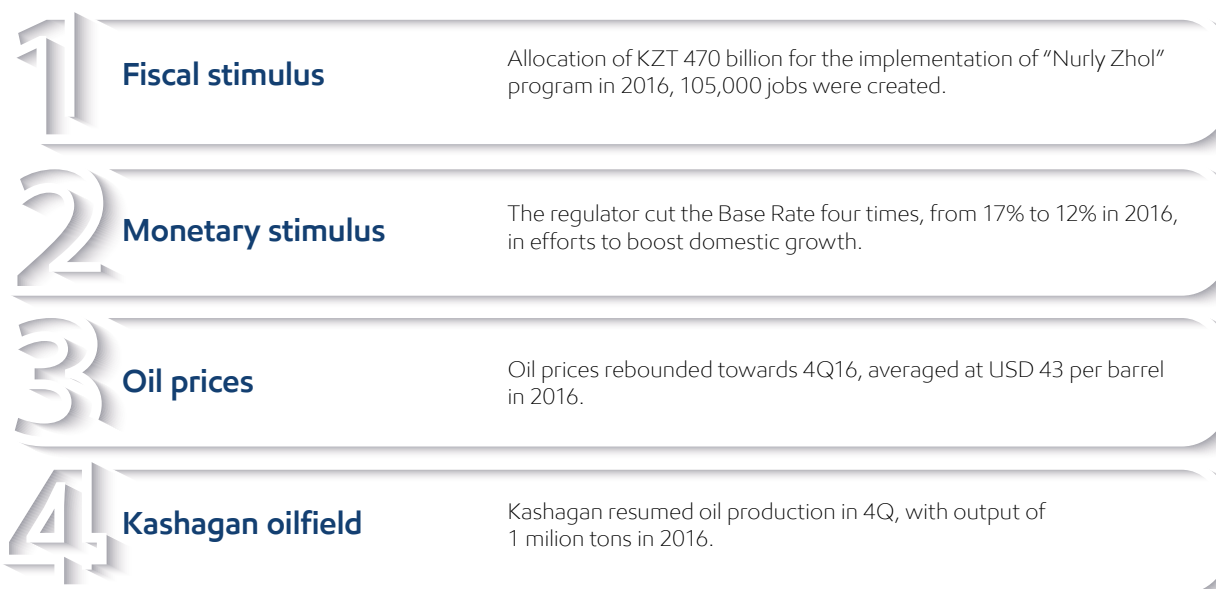 1
Fiscal stimulus
Allocation of KZT 470 billion for the implementation of “Nurly Zhol”
program in 2016, 105,000 jobs were created.
2
Monetary stimulus
The regulator cut the Base Rate four times, from 17% to 12% in 2016,
in efforts to boost domestic growth.
3
Oil prices
Oil prices rebounded towards 4Q16, averaged at USD 43 per barrel
in 2016.
4
Kashagan oilfield
Kashagan resumed oil production in 4Q, with output of
1 milion tons in 2016.